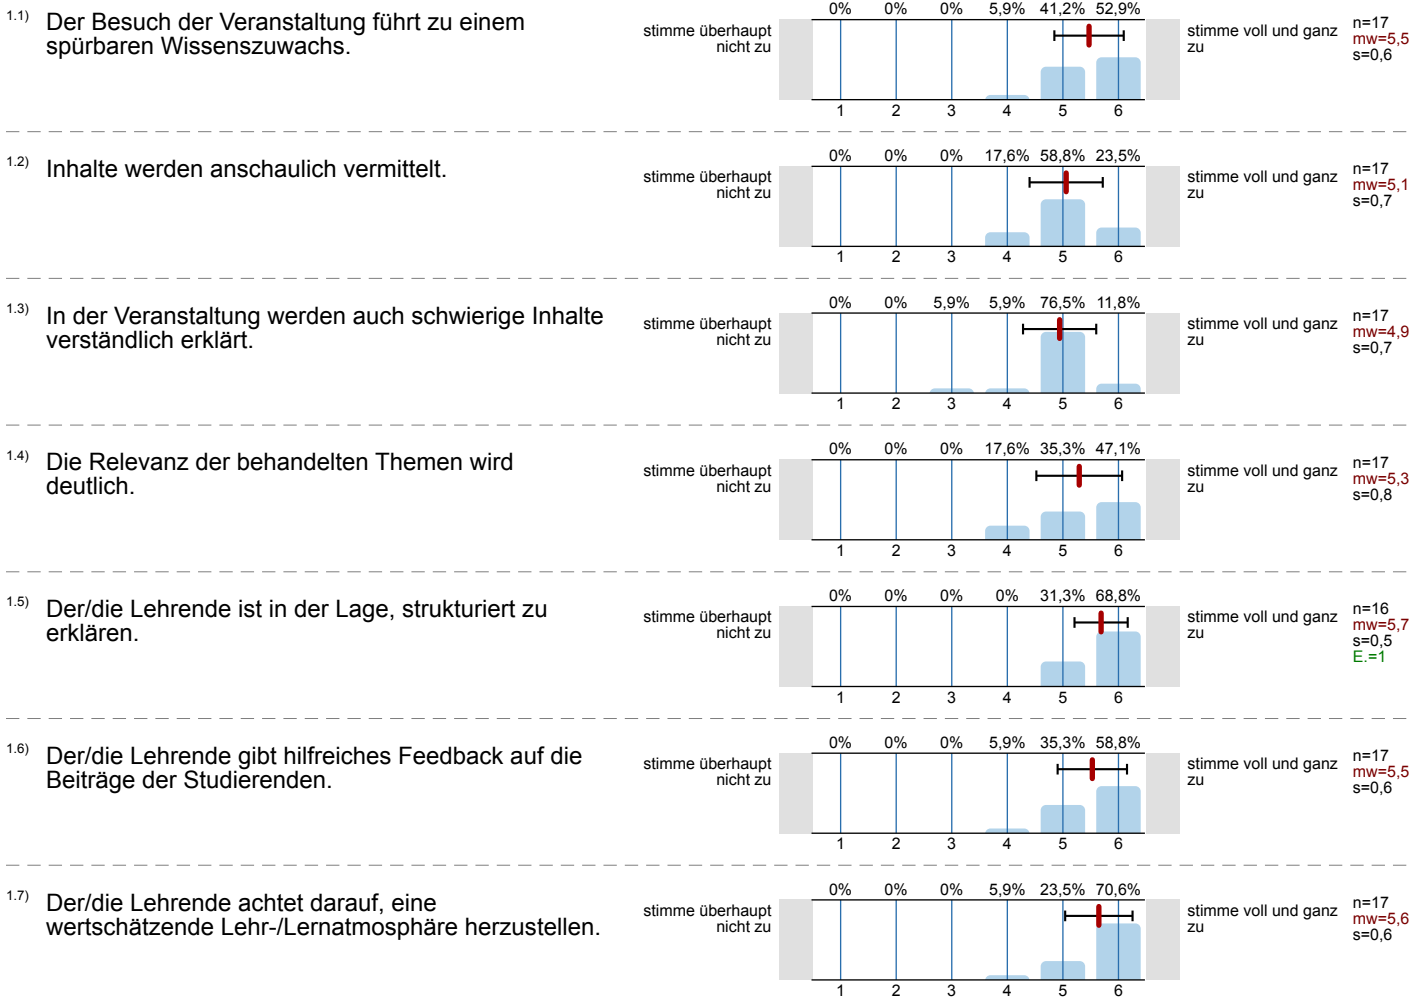 1.1) Der Besuch der Veranstaltung führt zu einem
spürbaren Wissenszuwachs.
stimme überhaupt
nicht zu
0% 0% 0% 5,9% 41,2% 52,9%
1 2 3 4 5 6
stimme voll und ganz
zu
n=17
mw=5,5
s=0,6
1.2) Inhalte werden anschaulich vermittelt.
stimme überhaupt
nicht zu
0% 0% 0% 17,6% 58,8% 23,5%
1 2 3 4 5 6
stimme voll und ganz
zu
n=17
mw=5,1
s=0,7
1.3) In der Veranstaltung werden auch schwierige Inhalte
verständlich erklärt.
stimme überhaupt
nicht zu
0% 0% 5,9% 5,9% 76,5% 11,8%
1 2 3 4 5 6
stimme voll und ganz
zu
n=17
mw=4,9
s=0,7
1.4) Die Relevanz der behandelten Themen wird
deutlich.
stimme überhaupt
nicht zu
0% 0% 0% 17,6% 35,3% 47,1%
1 2 3 4 5 6
stimme voll und ganz
zu
n=17
mw=5,3
s=0,8
1.5) Der/die Lehrende ist in der Lage, strukturiert zu
erklären.
stimme überhaupt
nicht zu
0% 0% 0% 0% 31,3% 68,8%
1 2 3 4 5 6
stimme voll und ganz
zu
n=16
mw=5,7
s=0,5
E.=1
1.6) Der/die Lehrende gibt hilfreiches Feedback auf die
Beiträge der Studierenden.
stimme überhaupt
nicht zu
0% 0% 0% 5,9% 35,3% 58,8%
1 2 3 4 5 6
stimme voll und ganz
zu
n=17
mw=5,5
s=0,6
1.7) Der/die Lehrende achtet darauf, eine
wertschätzende Lehr-/Lernatmosphäre herzustellen.
stimme überhaupt
nicht zu
0% 0% 0% 5,9% 23,5% 70,6%
1 2 3 4 5 6
stimme voll und ganz
zu
n=17
mw=5,6
s=0,6